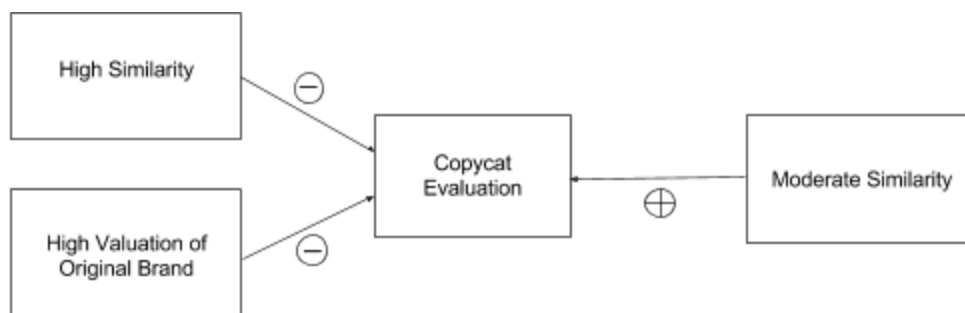 High Similarity
High Valuation of
Original Brand
Copycat
Evaluation
Moderate Similarity